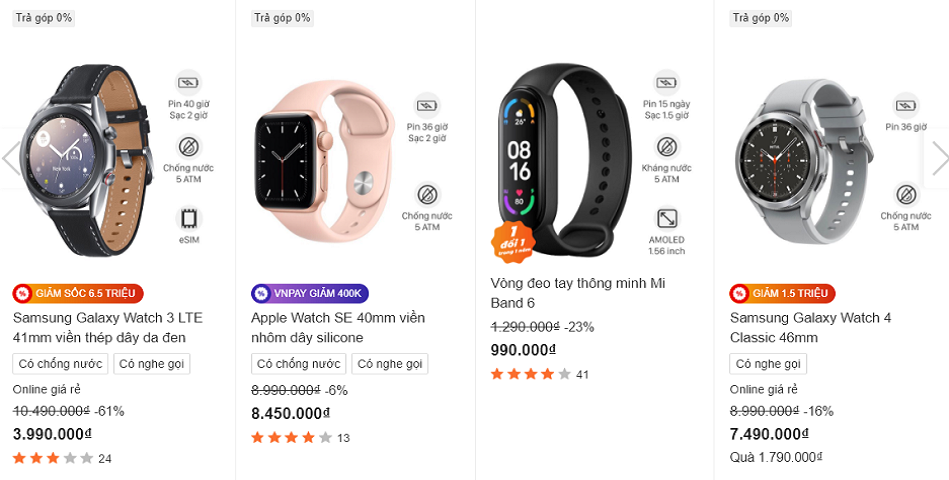 Trả góp 0%
Pin 40 giờ
Sạc 2 giờ
Chống nước
5 ATM
eSIM
GIẢM SỐC 6.5 TRIỆU
Samsung Galaxy Watch 3 LTE
41mm viền thép dây da đen
Có chống nước
Có nghe gọi
Online giá rẻ
10.490.000₫ -61%
3.990.000₫
24
Trả góp 0%
Pin 36 giờ
Sạc 2 giờ
Chống nước
5 ATM
VNPAY GIẢM 400K
Apple Watch SE 40mm viền
nhôm dây silicone
Có chống nước
Có nghe gọi
8.990.000₫ -6%
8.450.000₫
13
26°
08
16
80
1
đổi 1
trong 1 năm
Pin 15 ngày
Sạc 1.5 giờ
Kháng nước
5 ATM
AMOLED
1.56 inch
Vòng đeo tay thông minh Mi
Band 6
1.290.000₫ -23%
990.000₫
41
Trả góp 0%
Pin 36 giờ
Chống nước
5 ATM
GIẢM 1.5 TRIỆU
Samsung Galaxy Watch 4
Classic 46mm
Có nghe gọi
Online giá rẻ
8.990.000₫ -16%
7.490.000₫
Quà 1.790.000₫